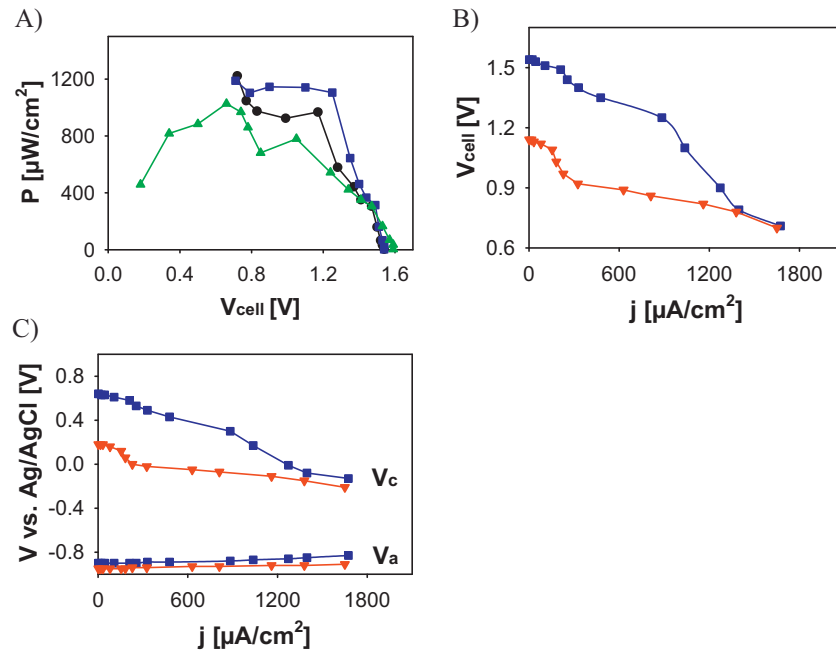 A)
P [µW/cm²]
1200
800
400
0
0.0 0.4 0.8 1.2 1.6
Vcell [V]
B)
Vcell [V]
1.5
1.2
0.9
0.6
0 600 1200 1800
j [µA/cm²]
C)
V vs. Ag/AgCl [V]
0.8
0.4
0.0
-0.4
-0.8
Vc
Va
0 600 1200 1800
j [µA/cm²]